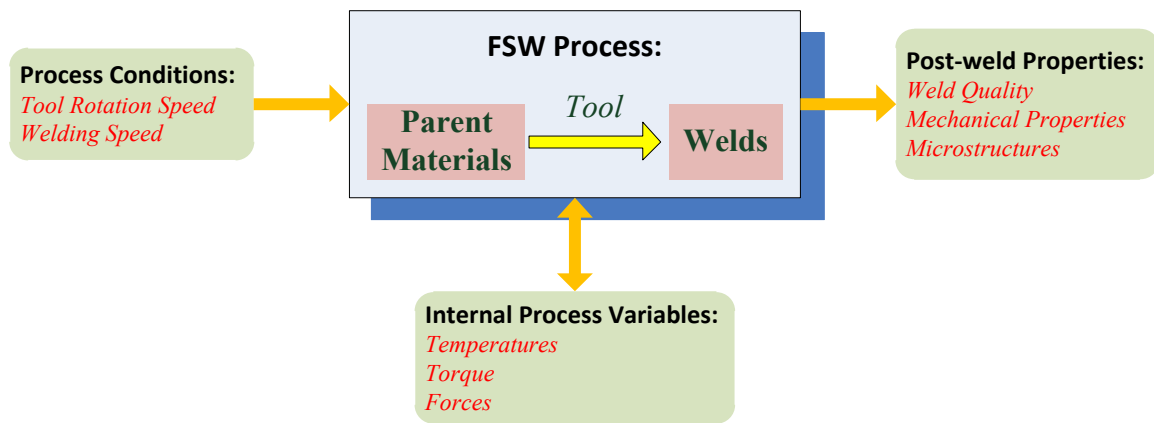 Process Conditions:
Tool Rotation Speed
Welding Speed
FSW Process:
Parent
Materials
Tool
Welds
Post-weld Properties:
Weld Quality
Mechanical Properties
Microstructures
Internal Process Variables:
Temperatures
Torque
Forces